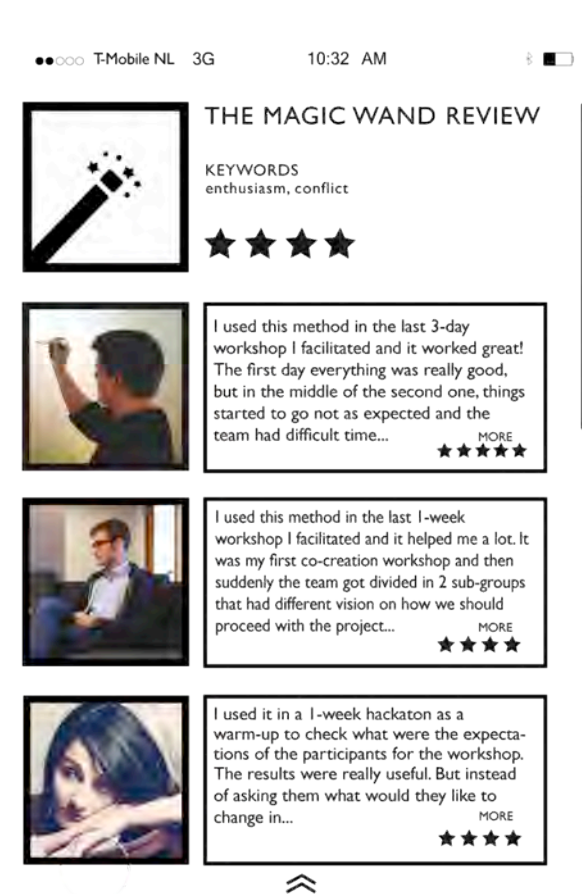 T-Mobile NL 3G 10:32 AM
THE MAGIC WAND REVIEW
KEYWORDS
enthusiasm, conflict
I used this method in the last 3-day
workshop I facilitated and it worked great!
The first day everything was really good,
but in the middle of the second one, things
started to go not as expected and the
team had difficult time...
MORE
I used this method in the last 1-week
workshop I facilitated and it helped me a lot. It
was my first co-creation workshop and then
suddenly the team got divided in 2 sub-groups
that had different vision on how we should
proceed with the project...
MORE
I used it in a 1-week hackaton as a
warm-up to check what were the expecta-
tions of the participants for the workshop.
The results were really useful. But instead
of asking them what would they like to
change in...
MORE